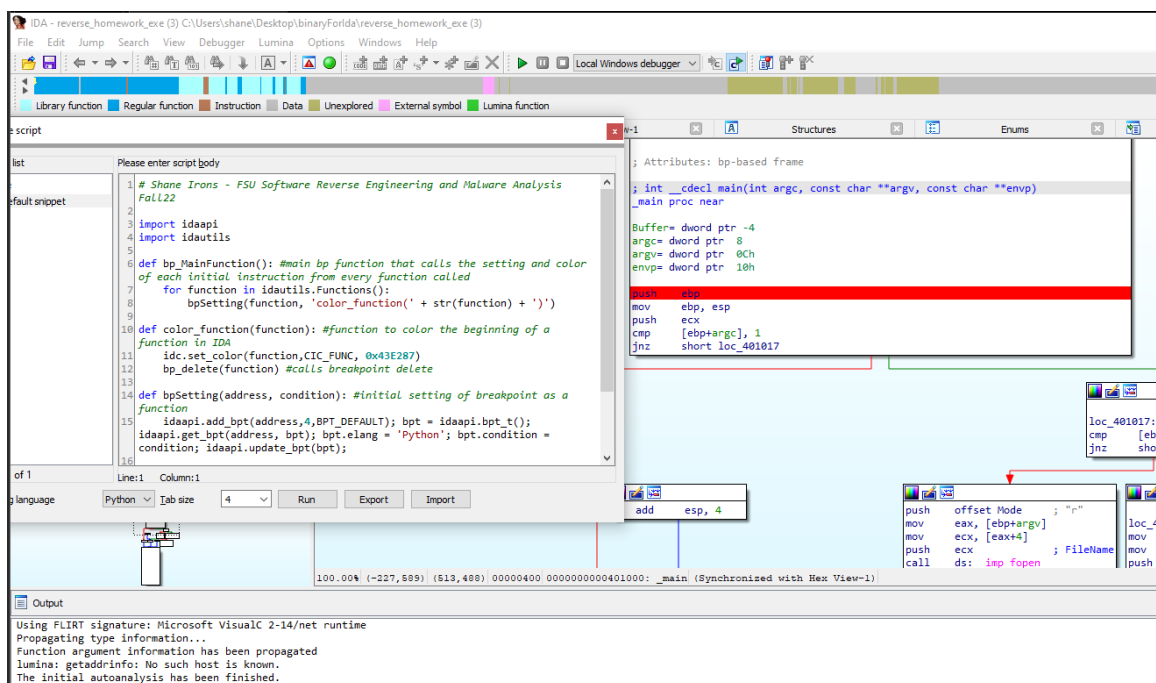 IDA - reverse_homework_exe (3) C:\Users\shane\Desktop\binaryForIda\reverse_homework_exe (3)
File Edit Jump Search View Debugger Lumina Options Windows Help
Local Windows debugger
Library function Regular function Instruction Data Unexplored External symbol Lumina function
e script
x
w-1 Structures Enums
list
Please enter script body
efault snippet
1 # Shane Irons - FSU Software Reverse Engineering and Malware Analysis
Fall22
2
3 import idaapi
4 import idautils
5
6 def bp_MainFunction(): #main bp function that calls the setting and color
of each initial instruction from every function called
7 for function in idautils.Functions():
8 bpSetting(function, 'color_function(' + str(function) + ')')
9
10 def color_function(function): #function to color the beginning of a
function in IDA
11 idc.set_color(function,CIC_FUNC, 0x43E287)
12 bp_delete(function) #calls breakpoint delete
13
14 def bpSetting(address, condition): #initial setting of breakpoint as a
function
15 idaapi.add_bpt(address,4,BPT_DEFAULT); bpt = idaapi.bpt_t();
idaapi.get_bpt(address, bpt); bpt.elang = 'Python'; bpt.condition =
condition; idaapi.update_bpt(bpt);
16
of 1
Line:1 Column:1
g language Python Tab size 4 Run Export Import
; Attributes: bp-based frame
; int __cdecl main(int argc, const char **argv, const char **envp)
_main proc near
Buffer= dword ptr -4
argc= dword ptr 8
argv= dword ptr 0Ch
envp= dword ptr 10h
push ebp
mov ebp, esp
push ecx
cmp [ebp+argc], 1
jnz short loc_401017
loc_401017:
cmp [eb
jnz sho
add esp, 4
push offset Mode ; "r"
mov eax, [ebp+argv]
mov ecx, [eax+4]
push ecx ; FileName
call ds:__imp_fopen
loc_4
mov
mov
push
100.00% (-227,589) (513,488) 00000400 0000000000401000: _main (Synchronized with Hex View-1)
Output
Using FLIRT signature: Microsoft VisualC 2-14/net runtime
Propagating type information...
Function argument information has been propagated
lumina: getaddrinfo: No such host is known.
The initial autoanalysis has been finished.